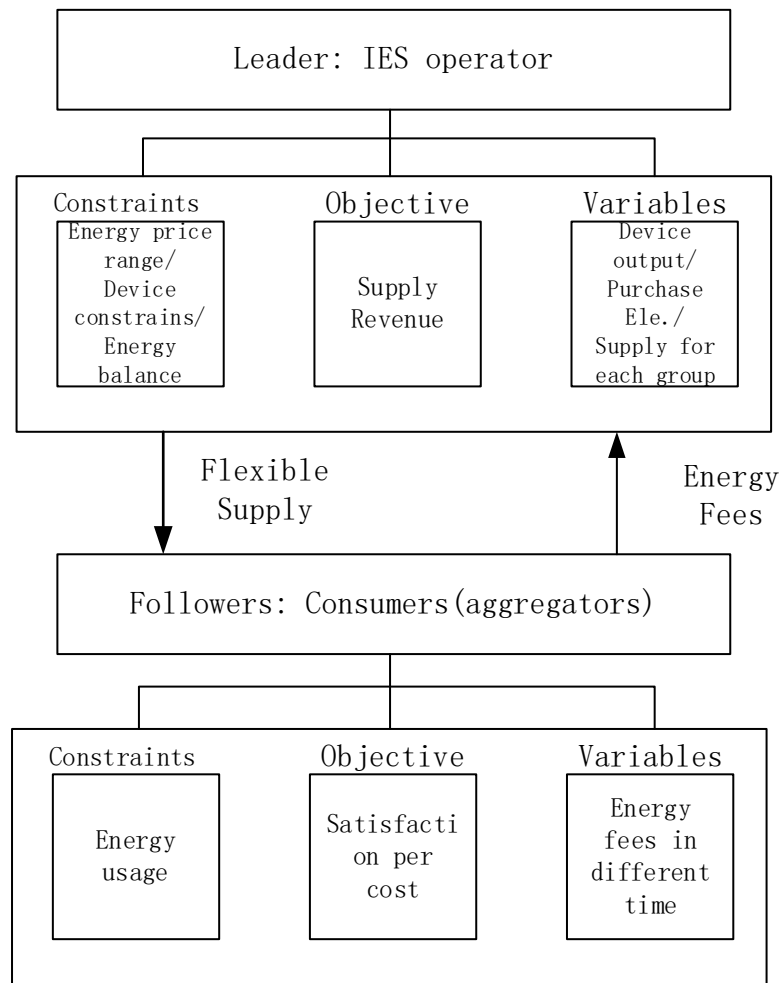 Leader: IES operator
Constraints
Energy price
range/
Device
constrains/
Energy
balance
Objective
Supply
Revenue
Variables
Device
output/
Purchase
Ele./
Supply for
each group
Flexible
Supply
Energy
Fees
Followers: Consumers(aggregators)
Constraints
Energy
usage
Objective
Satisfacti
on per
cost
Variables
Energy
fees in
different
time